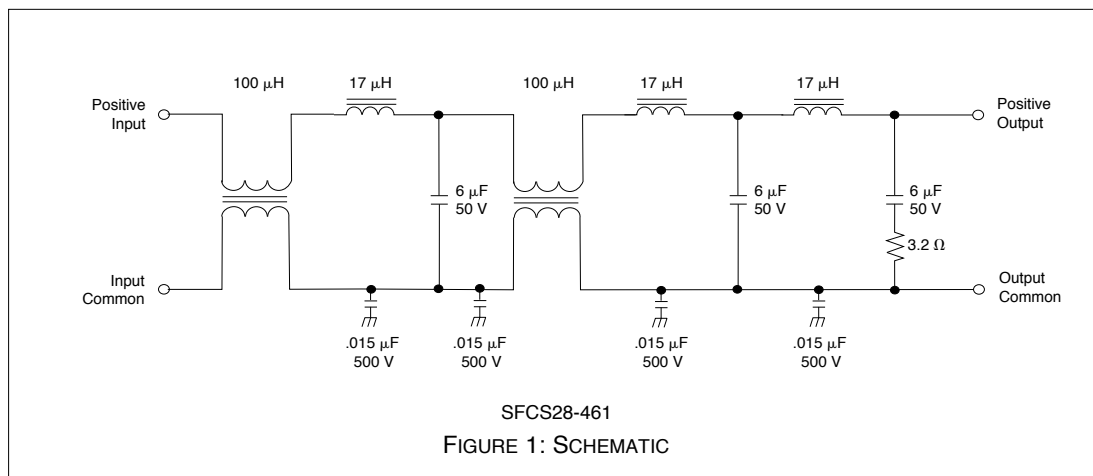 100 µH
17 µH
100 µH
17 µH
17 µH
Positive
Input
Positive
Output
6 µF
50 V
6 µF
50 V
6 µF
50 V
3.2 Ω
Input
Common
Output
Common
.015 µF
500 V
.015 µF
500 V
.015 µF
500 V
.015 µF
500 V
SFCS28-461
FIGURE 1: SCHEMATIC